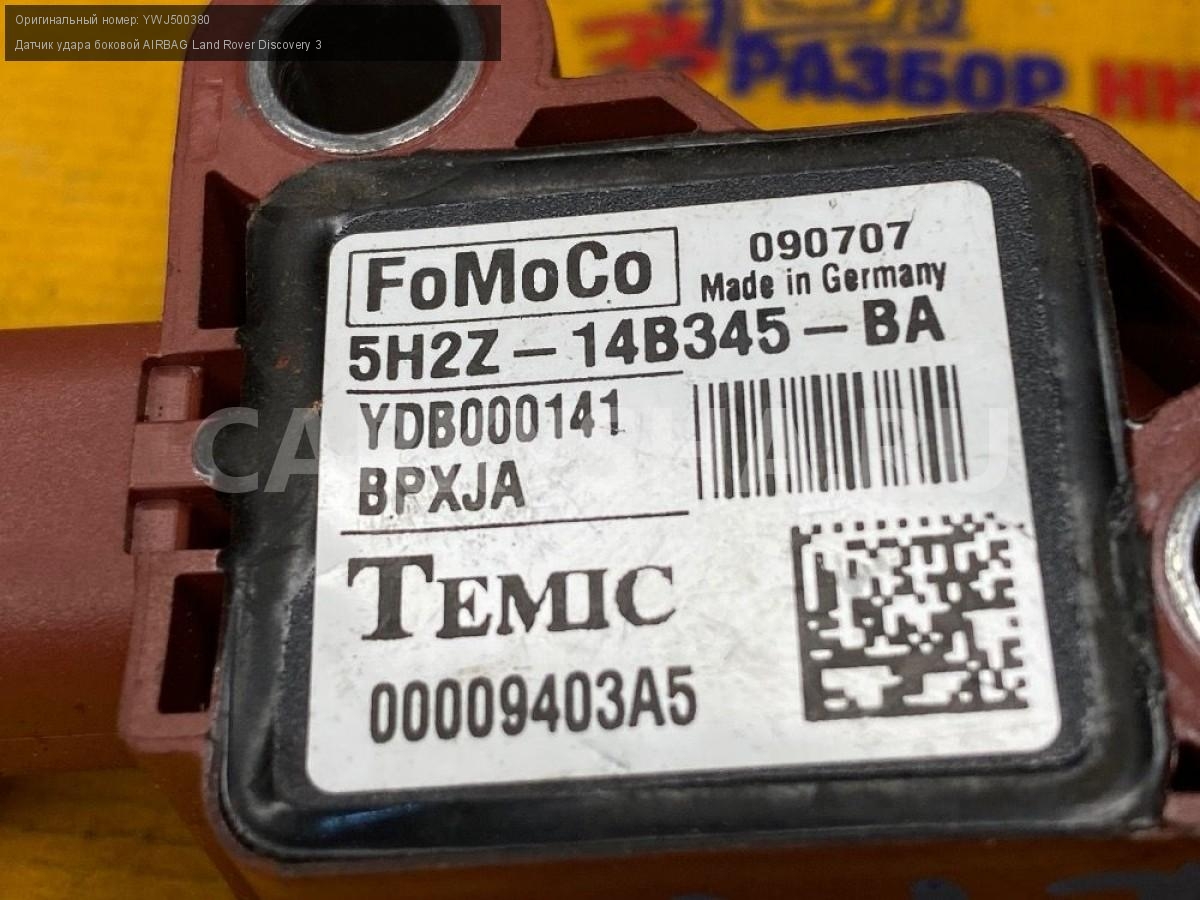 Оригинальный номер: YWJ500380
Датчик удара боковой AIRBAG Land Rover Discovery 3
РАЗБОР НН
FoMoCo
090707
Made in Germany
5H2Z-14B345-BA
YDB000141
BPXJA
TEMIC
00009403A5